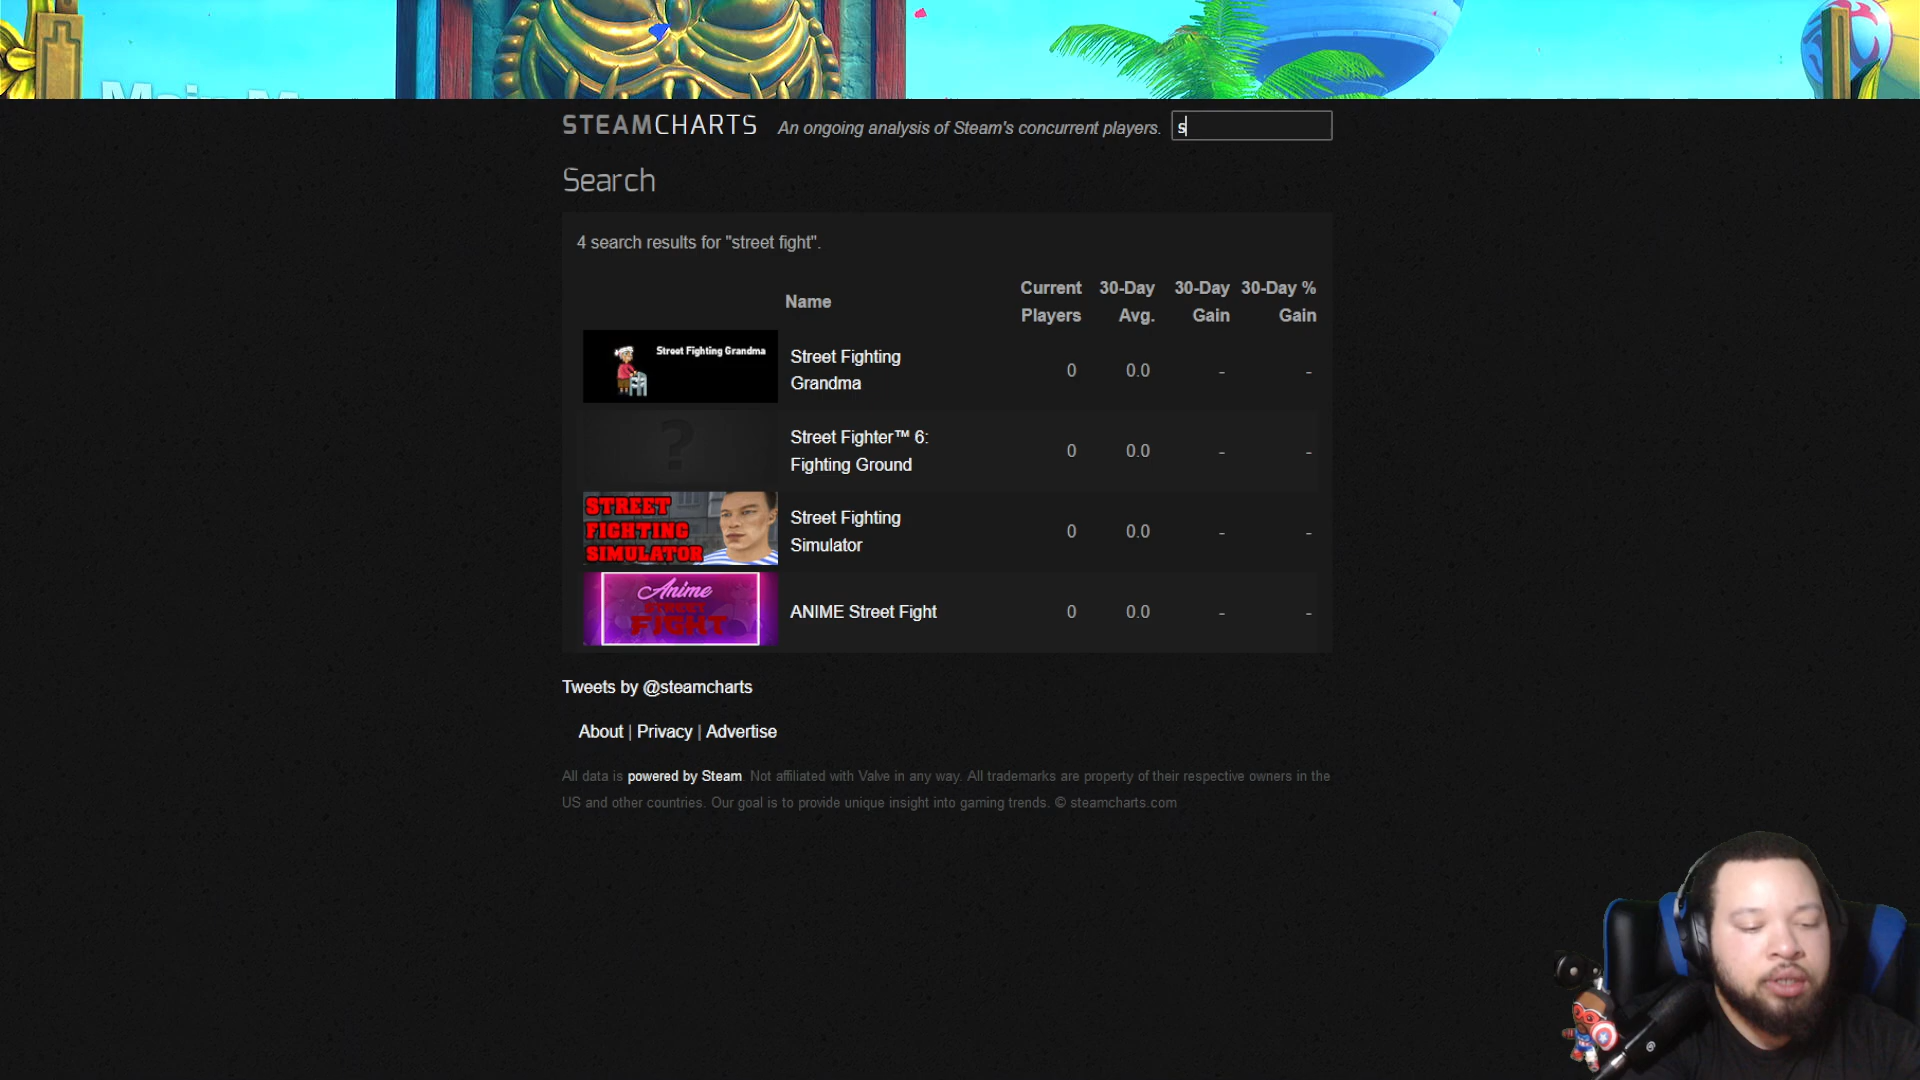 Main M
STEAMCHARTS An ongoing analysis of Steam's concurrent players. s
Search
4 search results for "street fight".
Name Current Players 30-Day Avg. 30-Day Gain 30-Day % Gain
Street Fighting Grandma
Street Fighting Grandma 0 0.0 - -
?
Street Fighter™ 6: Fighting Ground 0 0.0 - -
STREET
FIGHTING
SIMULATOR
Street Fighting Simulator 0 0.0 - -
Anime
STREET
FIGHT
ANIME Street Fight 0 0.0 - -
Tweets by @steamcharts
About | Privacy | Advertise
All data is powered by Steam. Not affiliated with Valve in any way. All trademarks are property of their respective owners in the
US and other countries. Our goal is to provide unique insight into gaming trends. © steamcharts.com